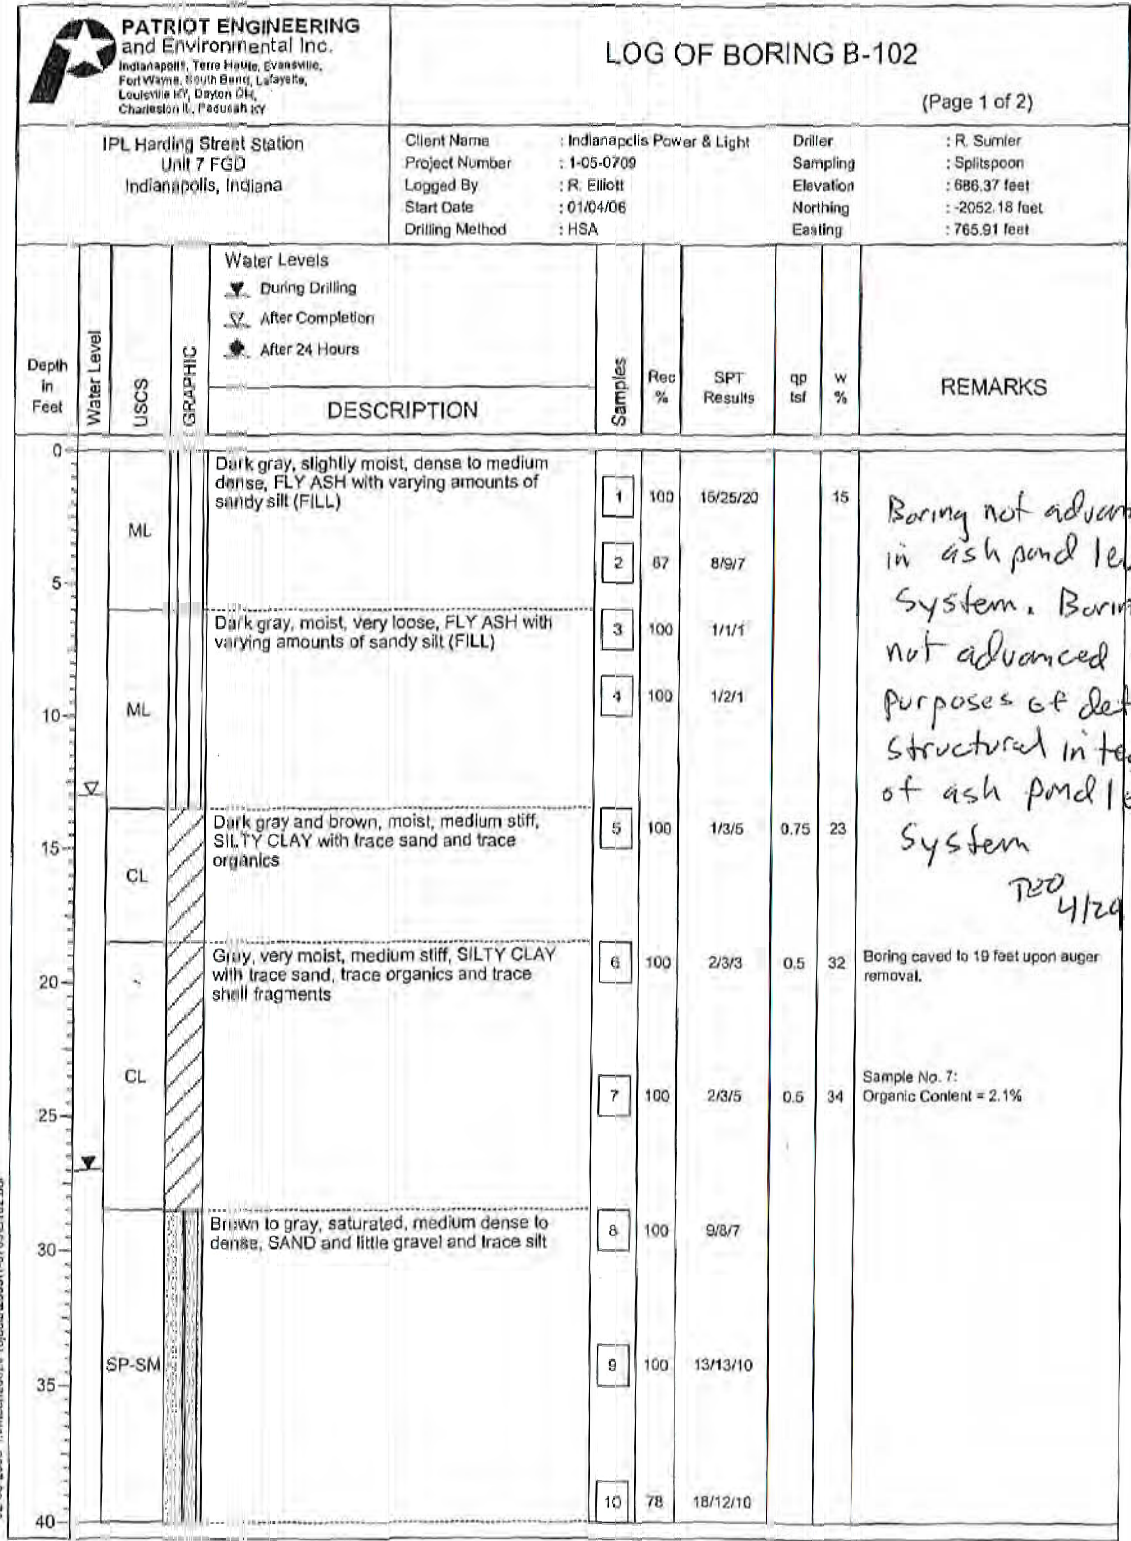 PATRIOT ENGINEERING
and Environmental Inc.
Indianapolis, Terre Haute, Evansville,
Fort Wayne, South Bend, Lafayette,
Louisville KY, Dayton OH,
Charleston IL, Paducah KY
LOG OF BORING B-102
(Page 1 of 2)
IPL Harding Street Station
Unit 7 FGD
Indianapolis, Indiana
Client Name : Indianapolis Power & Light
Project Number : 1-05-0709
Logged By : R. Elliott
Start Date : 01/04/06
Drilling Method : HSA
Driller : R. Sumler
Sampling : Splitspoon
Elevation : 686.37 feet
Northing : -2052.18 feet
Easting : 765.91 feet
Depth
in
Feet
Water Level
USCS
GRAPHIC
Water Levels
During Drilling
After Completion
After 24 Hours
DESCRIPTION
Samples
Rec
%
SPT
Results
qp
tsf
w
%
REMARKS
0
Dark gray, slightly moist, dense to medium
dense, FLY ASH with varying amounts of
sandy silt (FILL)
ML
1 100 15/25/20 15
2 67 8/9/7
5
Dark gray, moist, very loose, FLY ASH with
varying amounts of sandy silt (FILL)
3 100 1/1/1
4 100 1/2/1
10
ML
Boring not advan
in ash pond le
System. Borin
not advanced
purposes of det
structural inte
of ash pond le
System
4/29
Dark gray and brown, moist, medium stiff,
SILTY CLAY with trace sand and trace
organics
5 100 1/3/5 0.75 23
15
CL
Gray, very moist, medium stiff, SILTY CLAY
with trace sand, trace organics and trace
shell fragments
6 100 2/3/3 0.5 32
Boring caved to 19 feet upon auger
removal.
20
CL
7 100 2/3/5 0.5 34
Sample No. 7:
Organic Content = 2.1%
25
Brown to gray, saturated, medium dense to
dense, SAND and little gravel and trace silt
8 100 9/8/7
30
SP-SM
9 100 13/13/10
35
10 78 18/12/10
40